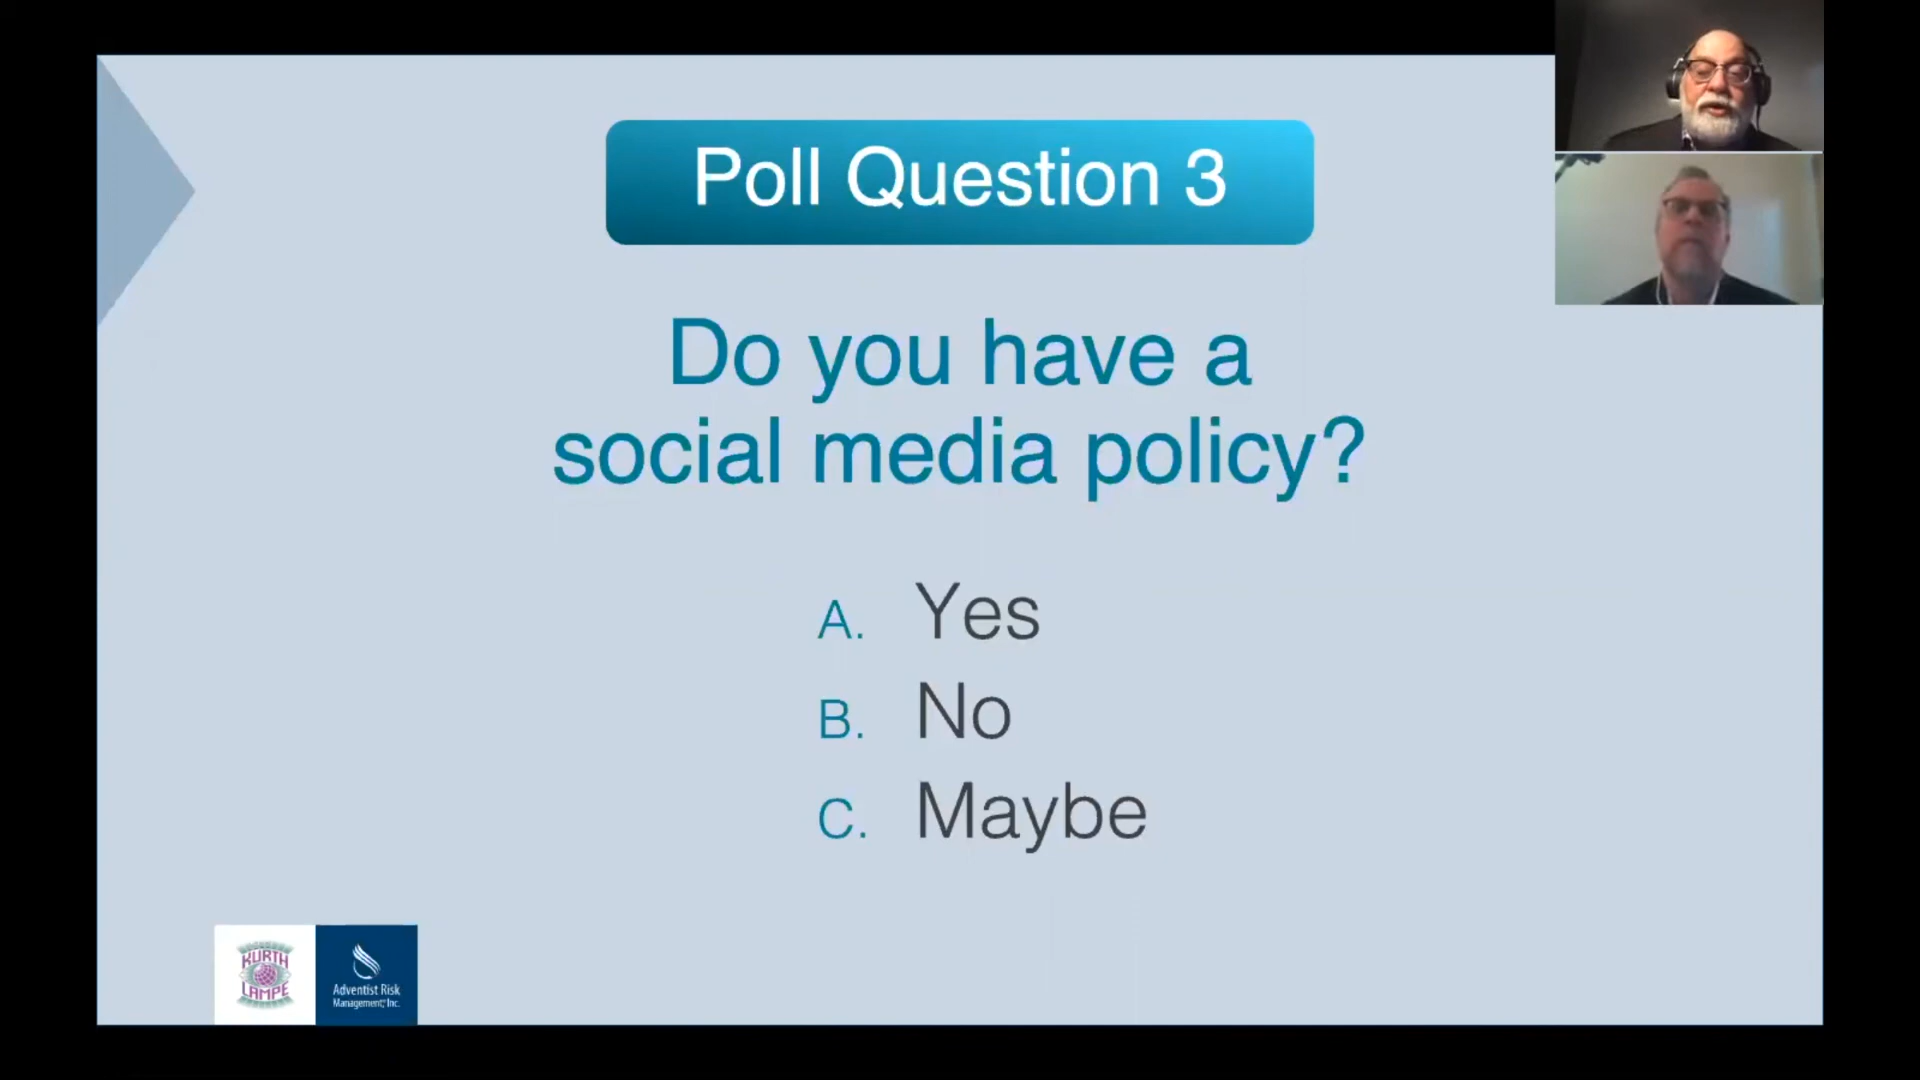 Poll Question 3
Do you have a
social media policy?
A. Yes
B. No
C. Maybe
KURTH
LAMPE
Adventist Risk
Management, Inc.